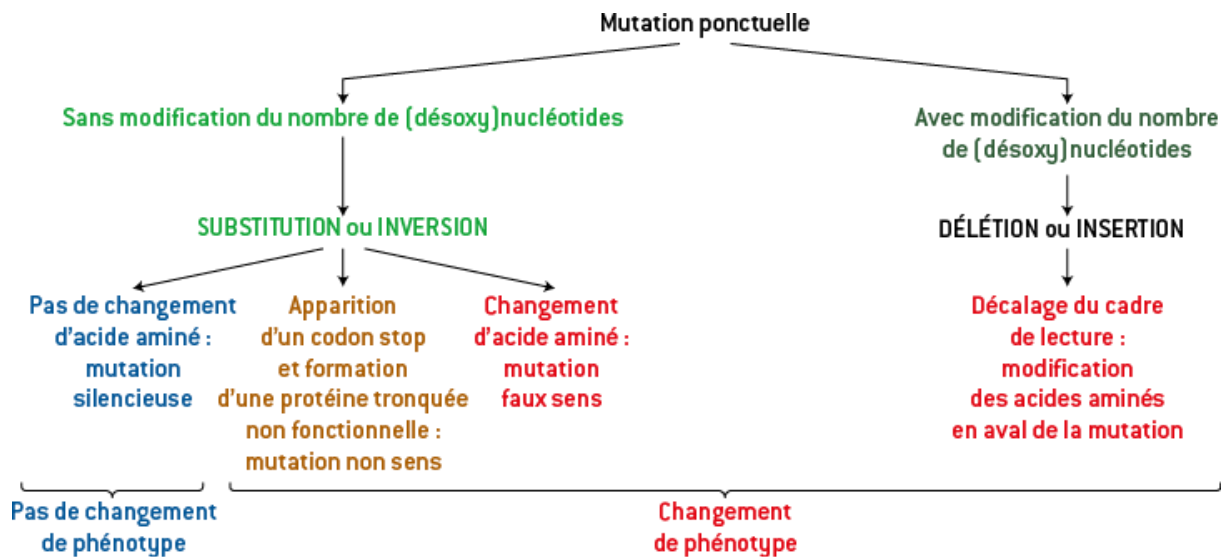 Mutation ponctuelle
Sans modification du nombre de (désoxy)nucléotides
Avec modification du nombre
de (désoxy)nucléotides
SUBSTITUTION ou INVERSION
DÉLÉTION ou INSERTION
Pas de changement
d'acide aminé :
mutation
silencieuse
Apparition
d'un codon stop
et formation
d'une protéine tronquée
non fonctionnelle :
mutation non sens
Changement
d'acide aminé :
mutation
faux sens
Décalage du cadre
de lecture :
modification
des acides aminés
en aval de la mutation
Pas de changement
de phénotype
Changement
de phénotype